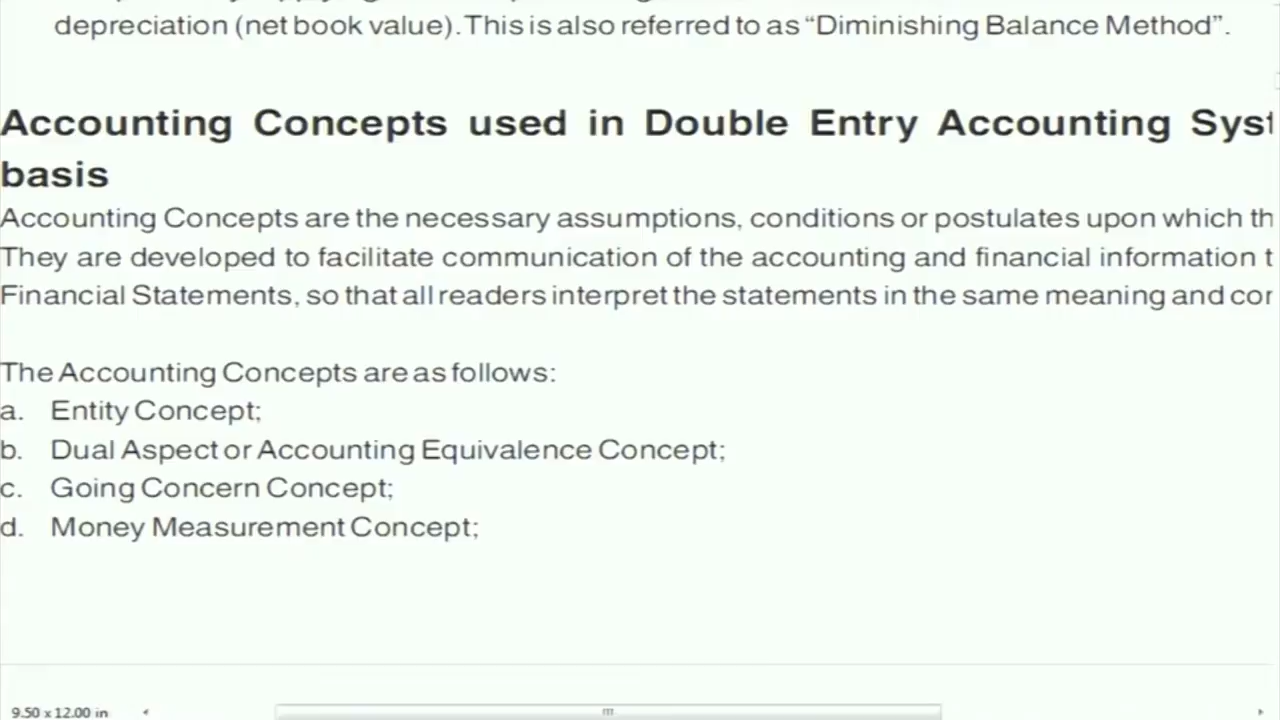 depreciation (net book value). This is also referred to as “Diminishing Balance Method”.
Accounting Concepts used in Double Entry Accounting Syst
basis
Accounting Concepts are the necessary assumptions, conditions or postulates upon which th
They are developed to facilitate communication of the accounting and financial information t
Financial Statements, so that all readers interpret the statements in the same meaning and con
The Accounting Concepts are as follows:
a. Entity Concept;
b. Dual Aspect or Accounting Equivalence Concept;
c. Going Concern Concept;
d. Money Measurement Concept;
9.50 x 12.00 in